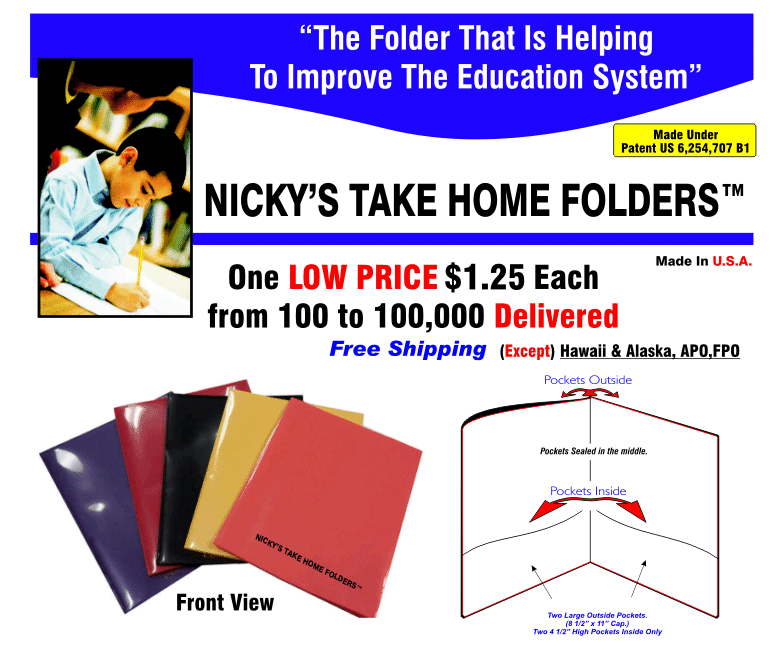 “The Folder That Is Helping
To Improve The Education System”
Made Under
Patent US 6,254,707 B1
NICKY’S TAKE HOME FOLDERS™
Made In U.S.A.
One LOW PRICE $1.25 Each
from 100 to 100,000 Delivered
Free Shipping (Except) Hawaii & Alaska, APO,FPO
Pockets Outside
Pockets Sealed in the middle.
Pockets Inside
NICKY’S TAKE HOME FOLDERS™
Front View
Two Large Outside Pockets.
(8 1/2” x 11” Cap.)
Two 4 1/2” High Pockets Inside Only